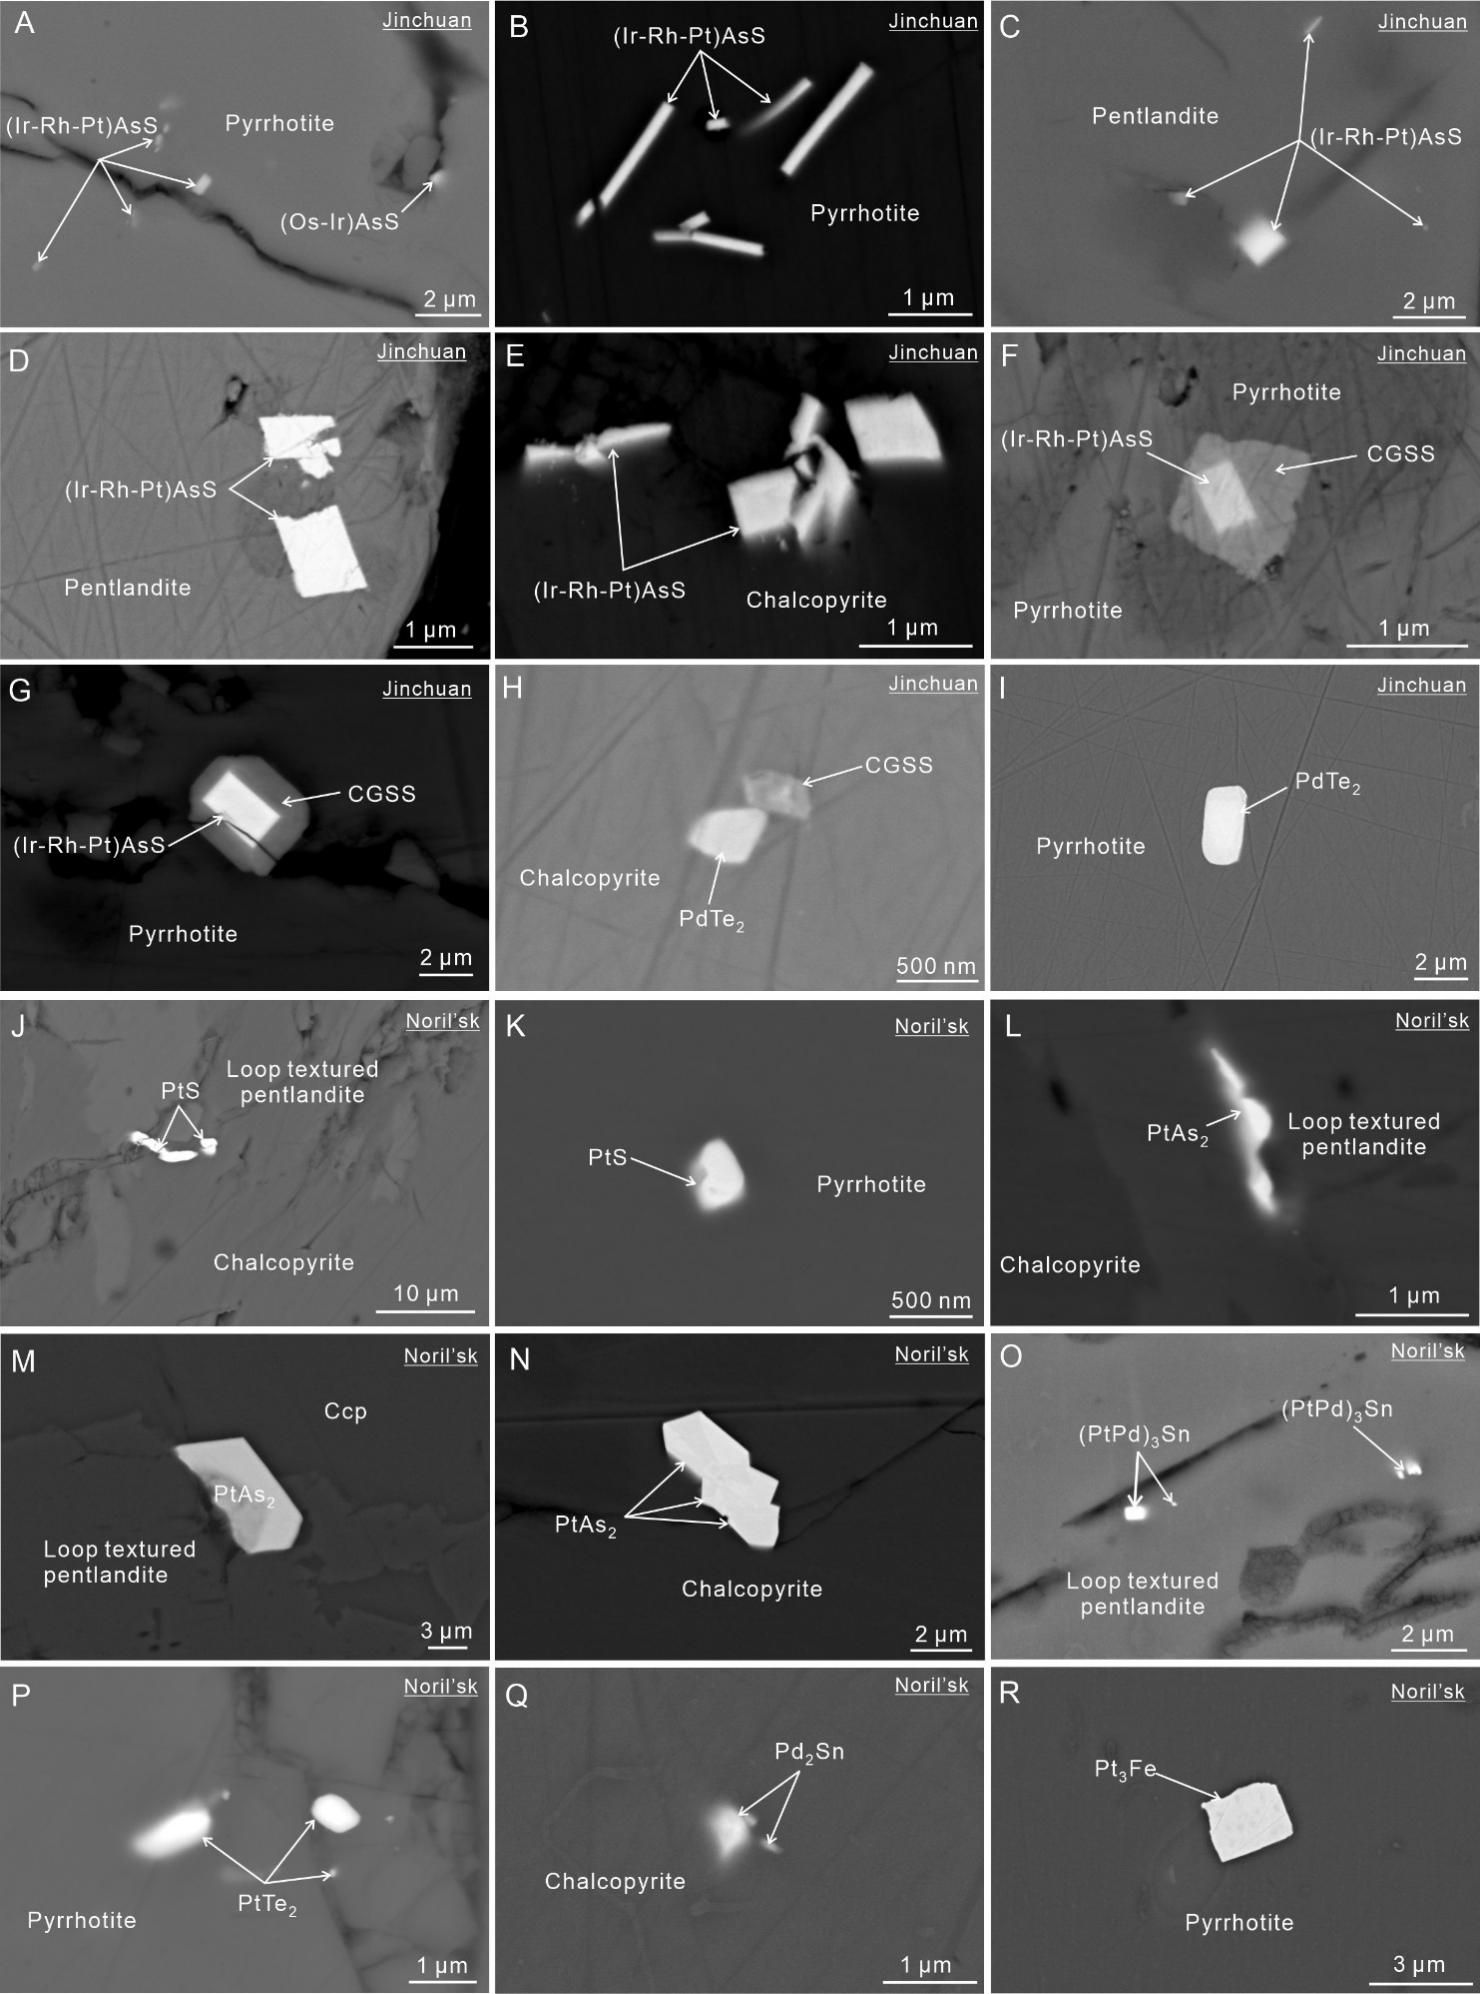 A
Jinchuan
(Ir-Rh-Pt)AsS
Pyrrhotite
(Os-Ir)AsS
2 µm
B
Jinchuan
(Ir-Rh-Pt)AsS
Pyrrhotite
1 µm
C
Jinchuan
Pentlandite
(Ir-Rh-Pt)AsS
2 µm
D
Jinchuan
(Ir-Rh-Pt)AsS
Pentlandite
1 µm
E
Jinchuan
(Ir-Rh-Pt)AsS
Chalcopyrite
1 µm
F
Jinchuan
Pyrrhotite
(Ir-Rh-Pt)AsS
CGSS
Pyrrhotite
1 µm
G
Jinchuan
CGSS
(Ir-Rh-Pt)AsS
Pyrrhotite
2 µm
H
Jinchuan
CGSS
Chalcopyrite
PdTe₂
500 nm
I
Jinchuan
PdTe₂
Pyrrhotite
2 µm
J
Noril'sk
Loop textured
pentlandite
PtS
Chalcopyrite
10 µm
K
Noril'sk
PtS
Pyrrhotite
500 nm
L
Noril'sk
PtAs₂
Loop textured
pentlandite
Chalcopyrite
1 µm
M
Noril'sk
Ccp
PtAs₂
Loop textured
pentlandite
3 µm
N
Noril'sk
PtAs₂
Chalcopyrite
2 µm
O
Noril'sk
(PtPd)₃Sn
(PtPd)₃Sn
Loop textured
pentlandite
2 µm
P
Noril'sk
PtTe₂
Pyrrhotite
1 µm
Q
Noril'sk
Pd₂Sn
Chalcopyrite
1 µm
R
Noril'sk
Pt₃Fe
Pyrrhotite
3 µm